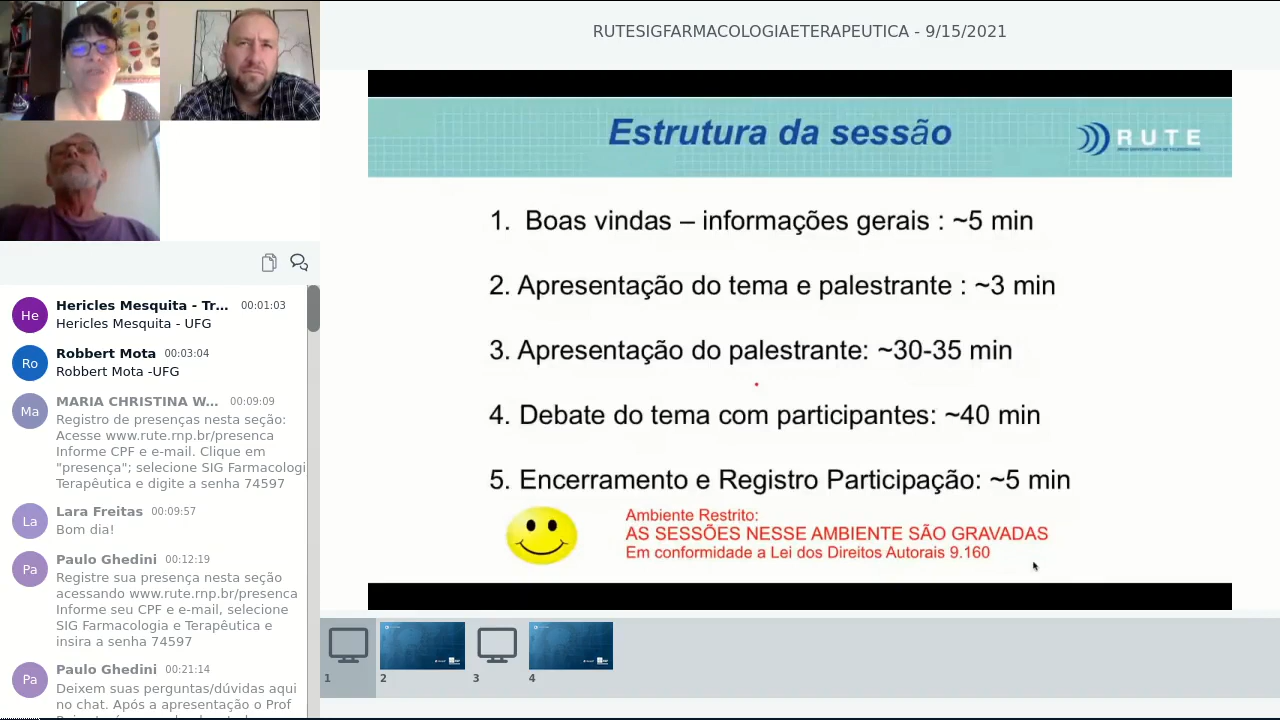 RUTESIGFARMACOLOGIAETERAPEUTICA - 9/15/2021
Estrutura da sessão
RUTE
1. Boas vindas – informações gerais : ~5 min
2. Apresentação do tema e palestrante : ~3 min
3. Apresentação do palestrante: ~30-35 min
4. Debate do tema com participantes: ~40 min
5. Encerramento e Registro Participação: ~5 min
Ambiente Restrito:
AS SESSÕES NESSE AMBIENTE SÃO GRAVADAS
Em conformidade a Lei dos Direitos Autorais 9.160
He
Hericles Mesquita - Tr... 00:01:03
Hericles Mesquita - UFG
Ro
Robbert Mota 00:03:04
Robbert Mota -UFG
Ma
MARIA CHRISTINA W... 00:09:09
Registro de presenças nesta seção:
Acesse www.rute.rnp.br/presenca
Informe CPF e e-mail. Clique em
"presença"; selecione SIG Farmacologi
Terapêutica e digite a senha 74597
La
Lara Freitas 00:09:57
Bom dia!
Pa
Paulo Ghedini 00:12:19
Registre sua presença nesta seção
acessando www.rute.rnp.br/presenca
Informe seu CPF e e-mail, selecione
SIG Farmacologia e Terapêutica e
insira a senha 74597
Pa
Paulo Ghedini 00:21:14
Deixem suas perguntas/dúvidas aqui
no chat. Após a apresentação o Prof
1
2
3
4